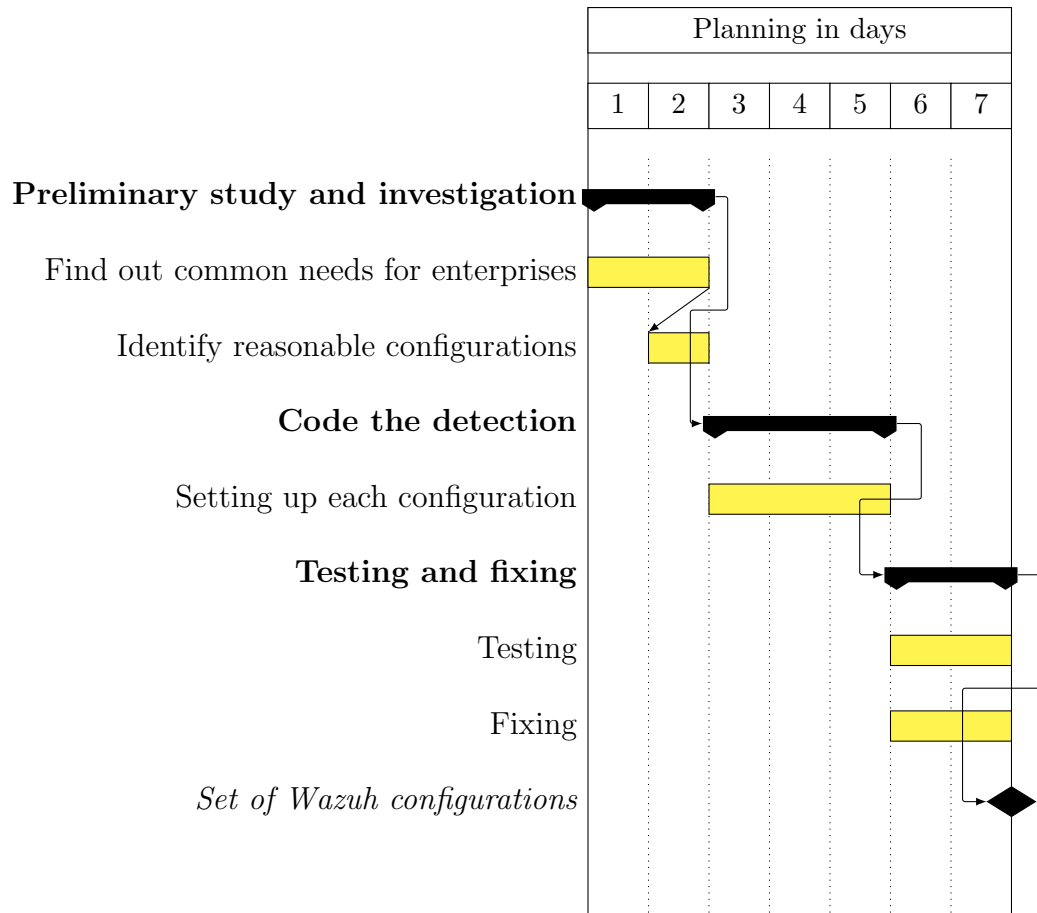 Planning in days
1 2 3 4 5 6 7
Preliminary study and investigation
Find out common needs for enterprises
Identify reasonable configurations
Code the detection
Setting up each configuration
Testing and fixing
Testing
Fixing
Set of Wazuh configurations